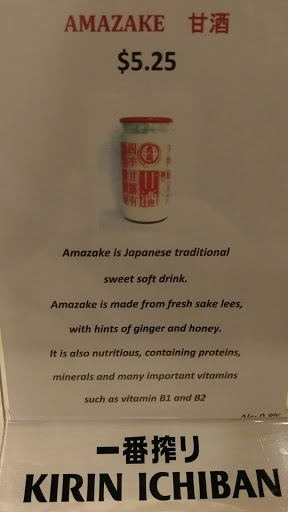 AMAZAKE 甘酒
$5.25
Amazake is Japanese traditional
sweet soft drink.
Amazake is made from fresh sake lees,
with hints of ginger and honey.
It is also nutritious, containing proteins,
minerals and many important vitamins
such as vitamin B1 and B2
一番搾り
KIRIN ICHIBAN